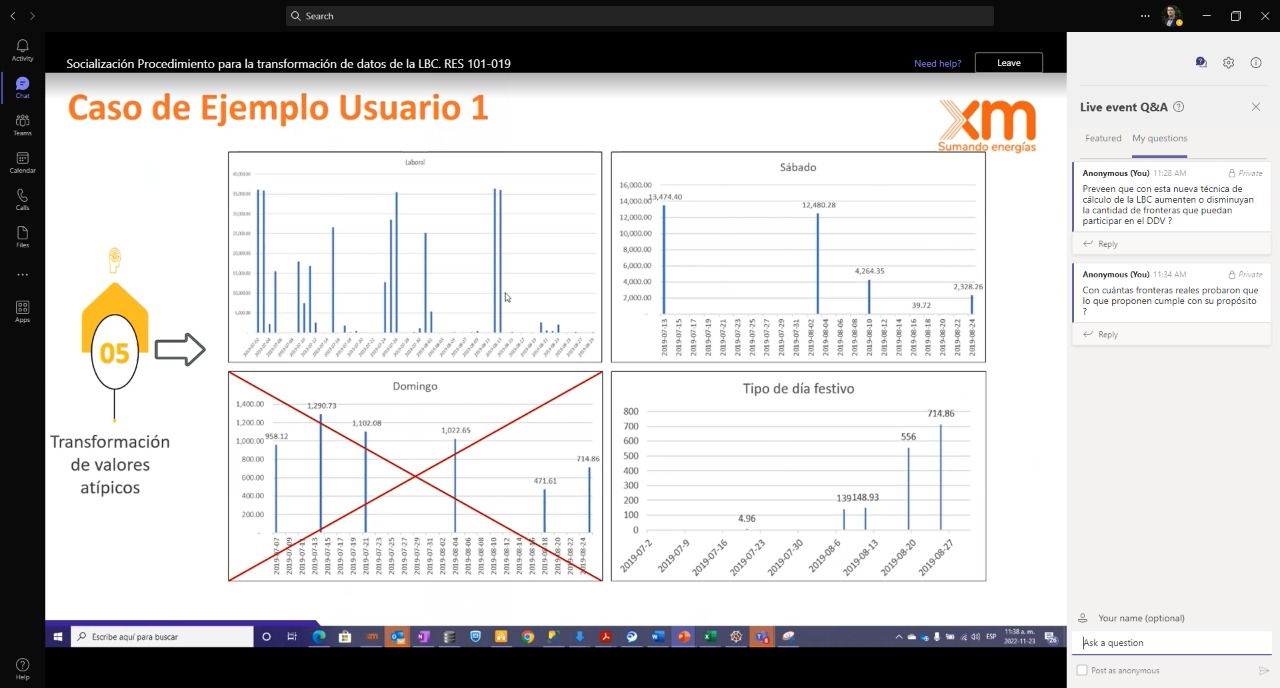 Search
Activity
Chat
Teams
Calendar
Calls
Files
Apps
Help
Socialización Procedimiento para la transformación de datos de la LBC. RES 101-019
Need help?
Leave
Caso de Ejemplo Usuario 1
xm
Sumando energías
05
Transformación
de valores
atípicos
Laboral
Sábado
16,000.00
14,000.00
12,000.00
10,000.00
8,000.00
6,000.00
4,000.00
2,000.00
13,474.40
12,480.28
4,264.35
39.72
2,328.26
2019-07-13
2019-07-15
2019-07-17
2019-07-19
2019-07-21
2019-07-23
2019-07-25
2019-07-27
2019-07-29
2019-07-31
2019-08-02
2019-08-04
2019-08-06
2019-08-08
2019-08-10
2019-08-12
2019-08-14
2019-08-16
2019-08-18
2019-08-20
2019-08-22
2019-08-24
Domingo
1,400.00
1,200.00
1,000.00
800.00
600.00
400.00
200.00
-
958.12
1,290.73
1,102.08
1,022.65
471.61
714.86
2019-07-07
2019-07-09
2019-07-11
2019-07-13
2019-07-15
2019-07-17
2019-07-19
2019-07-21
2019-07-23
2019-07-25
2019-07-27
2019-07-29
2019-07-31
2019-08-02
2019-08-04
2019-08-06
2019-08-08
2019-08-10
2019-08-12
2019-08-14
2019-08-16
2019-08-18
2019-08-20
2019-08-22
2019-08-24
Tipo de día festivo
800
700
600
500
400
300
200
100
0
4.96
139
148.93
556
714.86
2019-07-2
2019-07-9
2019-07-16
2019-07-23
2019-07-30
2019-08-6
2019-08-13
2019-08-20
2019-08-27
Escribe aquí para buscar
ESP
11:38 a. m.
2022-11-23
Live event Q&A
Featured
My questions
Anonymous (You) 11:28 AM
Private
Preveen que con esta nueva técnica de
cálculo de la LBC aumenten o disminuyan
la cantidad de fronteras que puedan
participar en el DDV ?
Reply
Anonymous (You) 11:34 AM
Private
Con cuántas fronteras reales probaron que
lo que proponen cumple con su propósito
?
Reply
Your name (optional)
Ask a question
Post as anonymous